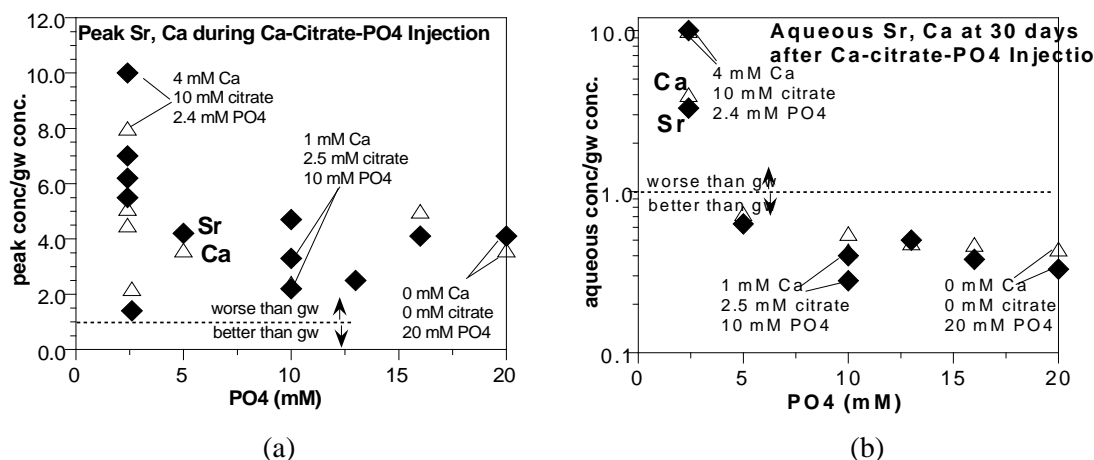 Peak Sr, Ca during Ca-Citrate-PO4 Injection
peak conc/gw conc.
12.0
10.0
8.0
6.0
4.0
2.0
0.0
4 mM Ca
10 mM citrate
2.4 mM PO4
1 mM Ca
2.5 mM citrate
10 mM PO4
Sr
Ca
worse than gw
better than gw
0 mM Ca
0 mM citrate
20 mM PO4
0
5
10
15
20
PO4 (mM)
(a)
Aqueous Sr, Ca at 30 days
after Ca-citrate-PO4 Injectio
aqueous conc/gw conc.
10.0
1.0
0.1
4 mM Ca
10 mM citrate
2.4 mM PO4
Ca
Sr
worse than gw
better than gw
1 mM Ca
2.5 mM citrate
10 mM PO4
0 mM Ca
0 mM citrate
20 mM PO4
0
5
10
15
20
PO4 (mM)
(b)